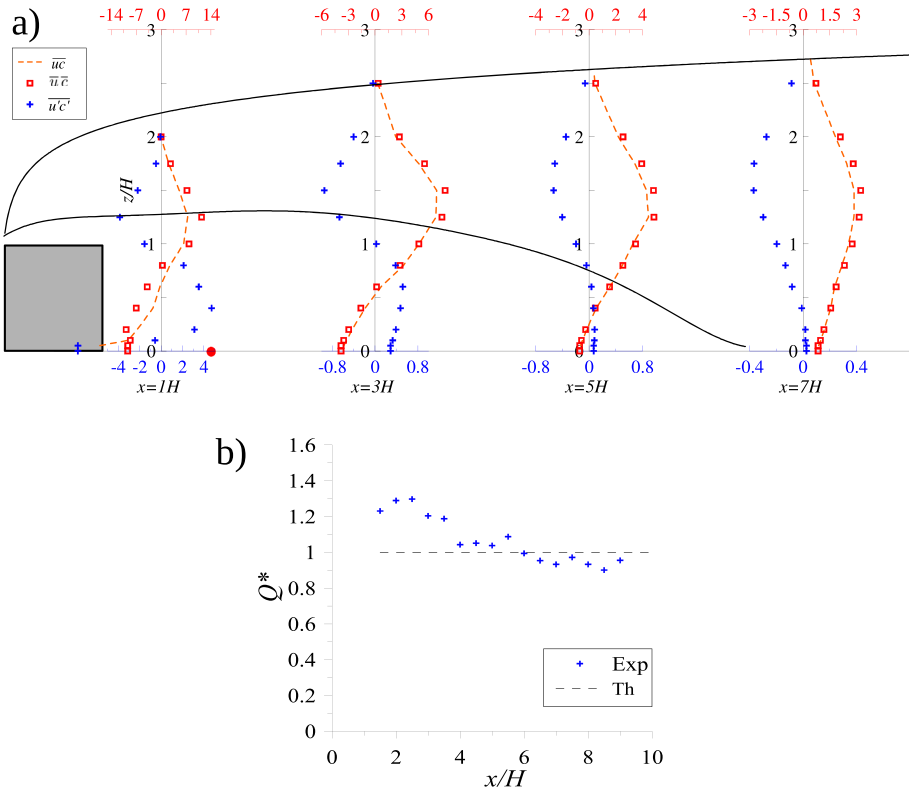 a)
-14 -7 0 7 14 -6 -3 0 3 6 -5 -2 0 2 4 -3 -1.5 0 1.5 3
3 3 3 3
uc
u c
u'c'
2 2 2 2
z/H
1 1 1 1
0 0 0 0
-4 -2 0 2 4 -0.8 0 0.8 -0.8 0 0.8 -0.4 0 0.4
x=1H x=3H x=5H x=7H
b)
1.6
1.4
1.2
1
0.8
0.6
0.4
0.2
0
Q*
Exp
Th
0 2 4 6 8 10
x/H